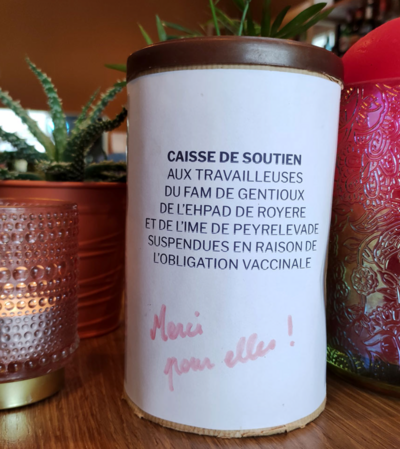 CAISSE DE SOUTIEN
AUX TRAVAILLEUSES
DU FAM DE GENTIOUX
DE L'EHPAD DE ROYERE
ET DE L'IME DE PEYRELEVADE
SUSPENDUES EN RAISON DE
L'OBLIGATION VACCINALE
Merci
pour elles !